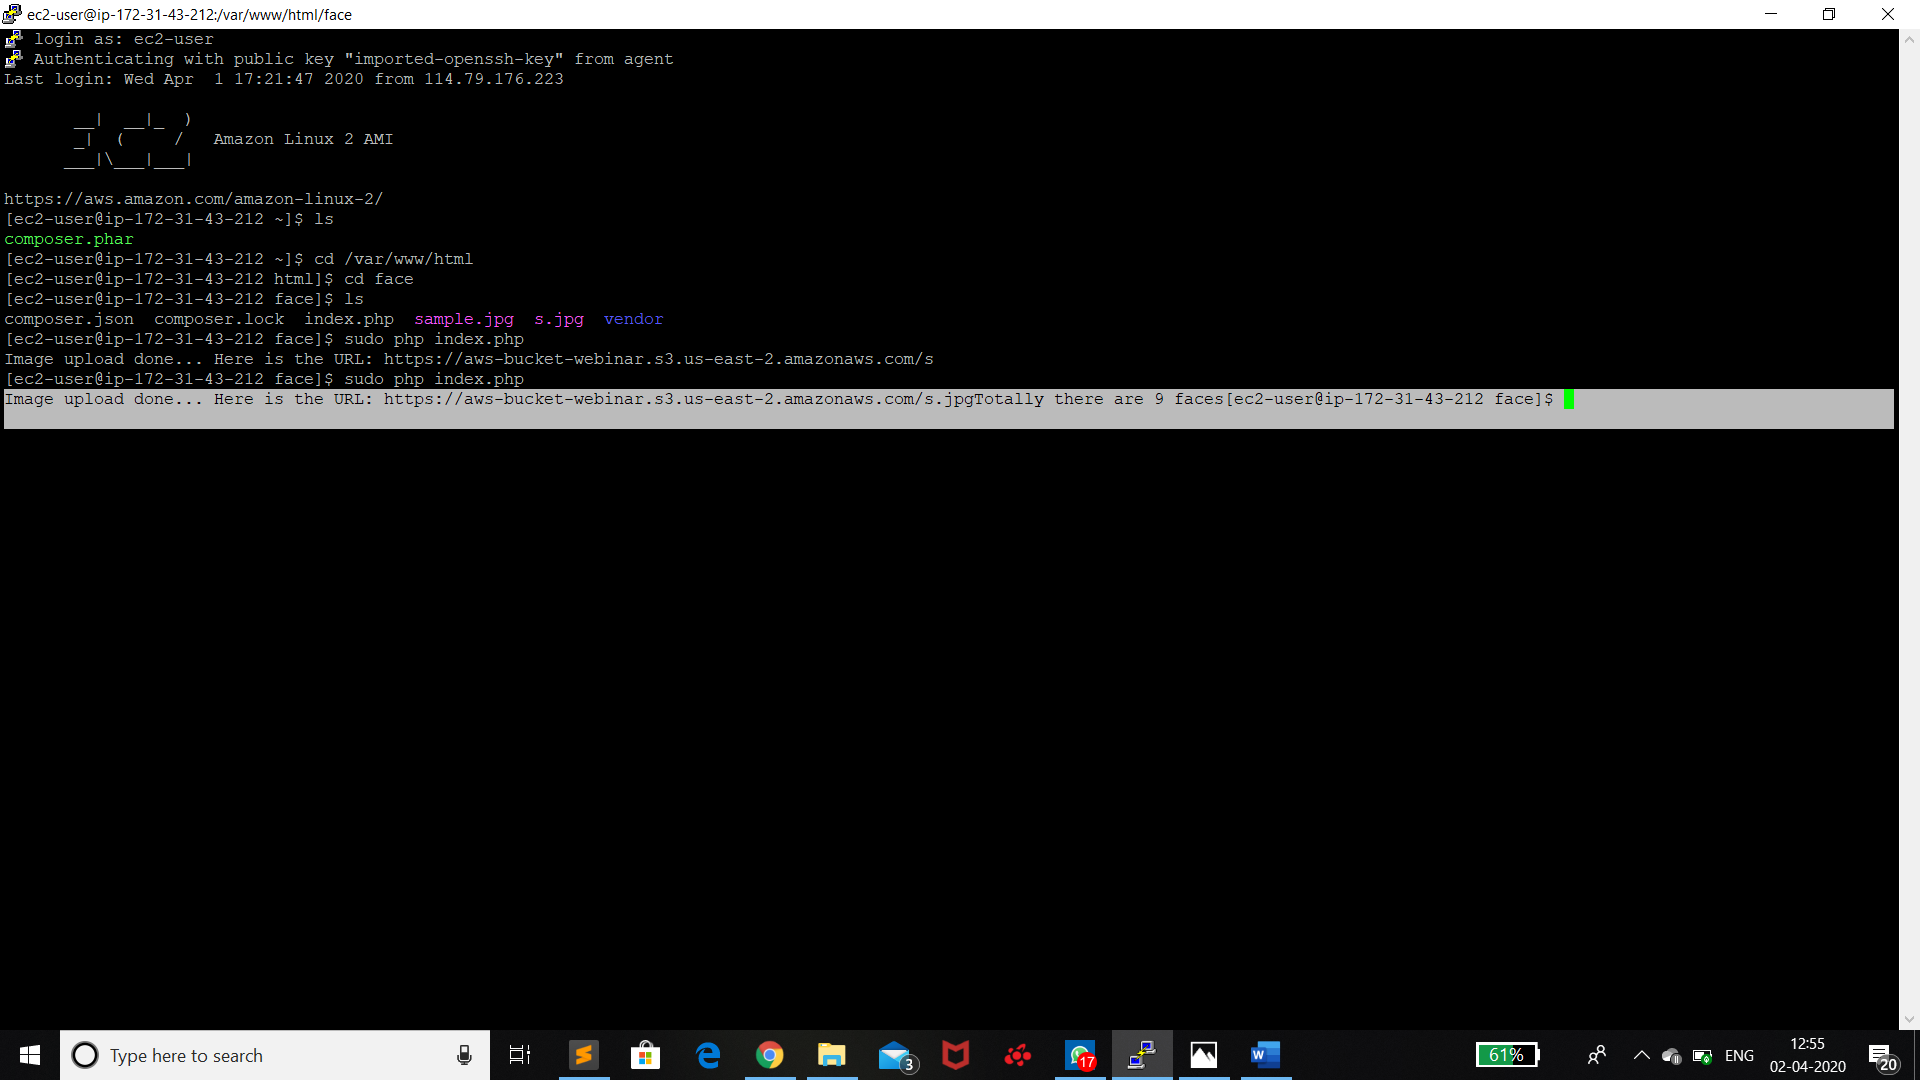 ec2-user@ip-172-31-43-212:/var/www/html/face
login as: ec2-user
Authenticating with public key "imported-openssh-key" from agent
Last login: Wed Apr  1 17:21:47 2020 from 114.79.176.223
       __|  __|_  )
       _|  (     /   Amazon Linux 2 AMI
      ___|\___|___|
https://aws.amazon.com/amazon-linux-2/
[ec2-user@ip-172-31-43-212 ~]$ ls
composer.phar
[ec2-user@ip-172-31-43-212 ~]$ cd /var/www/html
[ec2-user@ip-172-31-43-212 html]$ cd face
[ec2-user@ip-172-31-43-212 face]$ ls
composer.json  composer.lock  index.php  sample.jpg  s.jpg  vendor
[ec2-user@ip-172-31-43-212 face]$ sudo php index.php
Image upload done... Here is the URL: https://aws-bucket-webinar.s3.us-east-2.amazonaws.com/s
[ec2-user@ip-172-31-43-212 face]$ sudo php index.php
Image upload done... Here is the URL: https://aws-bucket-webinar.s3.us-east-2.amazonaws.com/s.jpgTotally there are 9 faces[ec2-user@ip-172-31-43-212 face]$
Type here to search
3
17
W
61%
ENG
12:55
02-04-2020
20